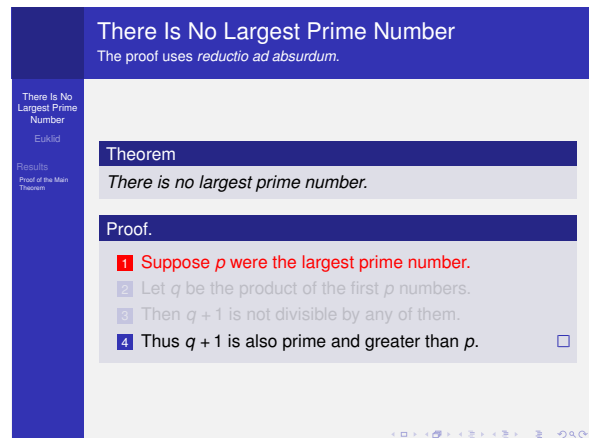 There Is No Largest Prime Number
The proof uses reductio ad absurdum.
There Is No
Largest Prime
Number
Euklid
Results
Proof of the Main
Theorem
Theorem
There is no largest prime number.
Proof.
1 Suppose p were the largest prime number.
2 Let q be the product of the first p numbers.
3 Then q + 1 is not divisible by any of them.
4 Thus q + 1 is also prime and greater than p.